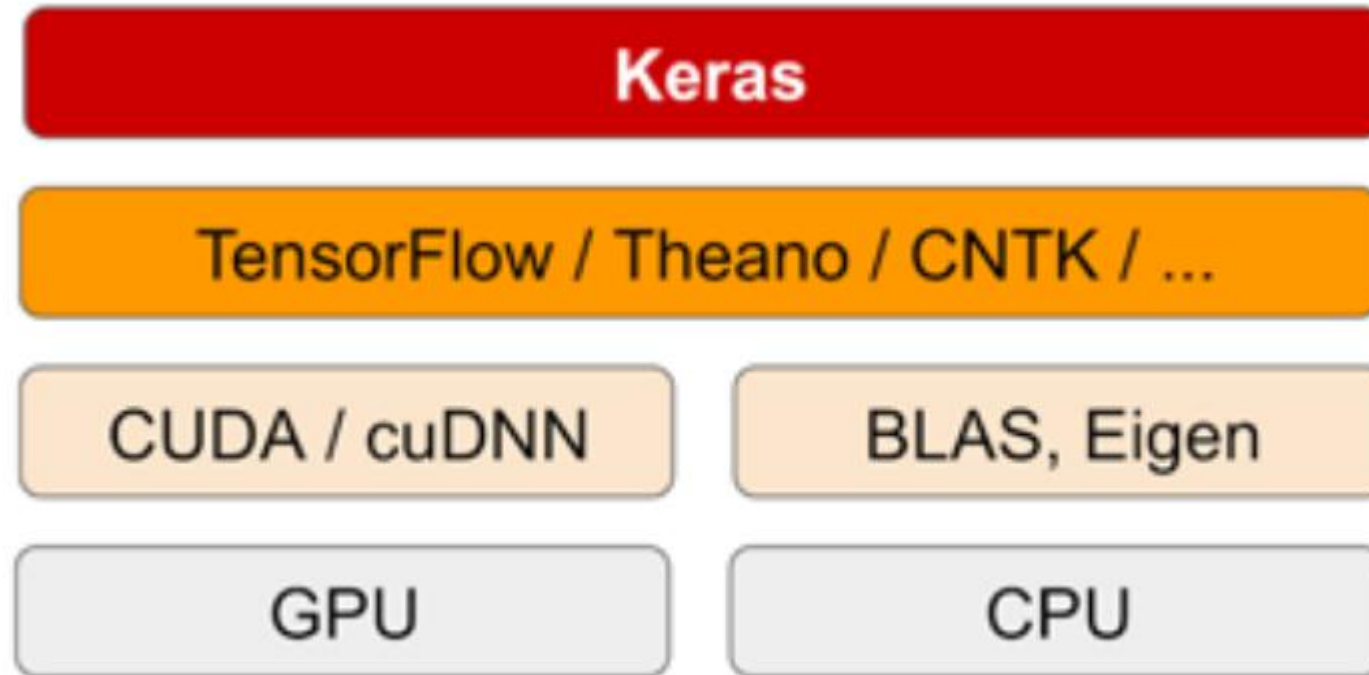 Keras
TensorFlow / Theano / CNTK / ...
CUDA / cuDNN
BLAS, Eigen
GPU
CPU